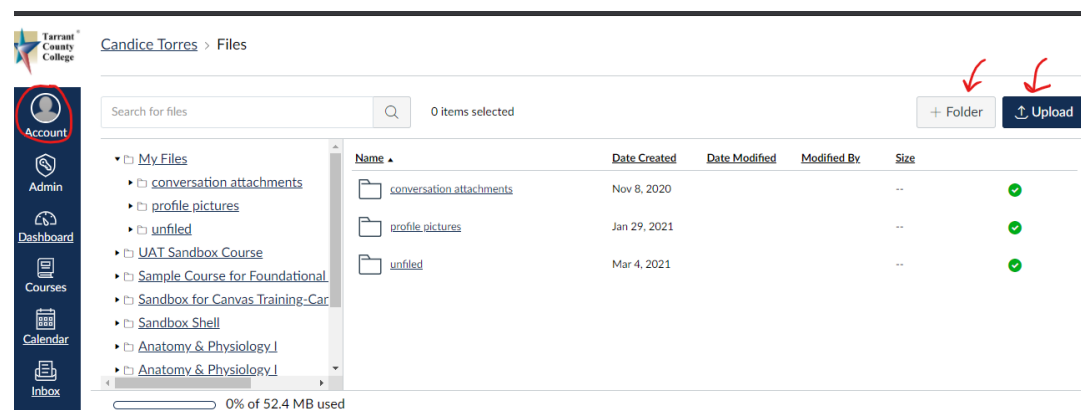 Tarrant
County
College
Candice Torres > Files
Search for files
0 items selected
+ Folder
Upload
Account
Admin
Dashboard
Courses
Calendar
Inbox
My Files
conversation attachments
profile pictures
unfiled
UAT Sandbox Course
Sample Course for Foundational
Sandbox for Canvas Training-Car
Sandbox Shell
Anatomy & Physiology I
Anatomy & Physiology I
Name Date Created Date Modified Modified By Size
conversation attachments Nov 8, 2020 --
profile pictures Jan 29, 2021 --
unfiled Mar 4, 2021 --
0% of 52.4 MB used